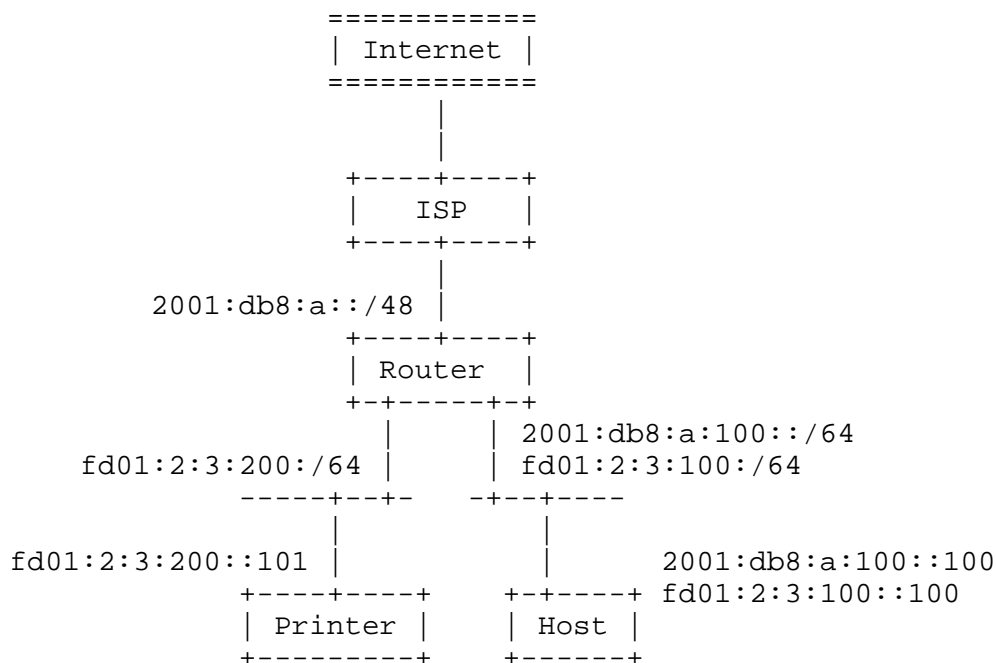 Internet
ISP
2001:db8:a::/48
Router
2001:db8:a:100::/64
fd01:2:3:200:/64 fd01:2:3:100:/64
fd01:2:3:200::101 2001:db8:a:100::100
fd01:2:3:100::100
Printer Host